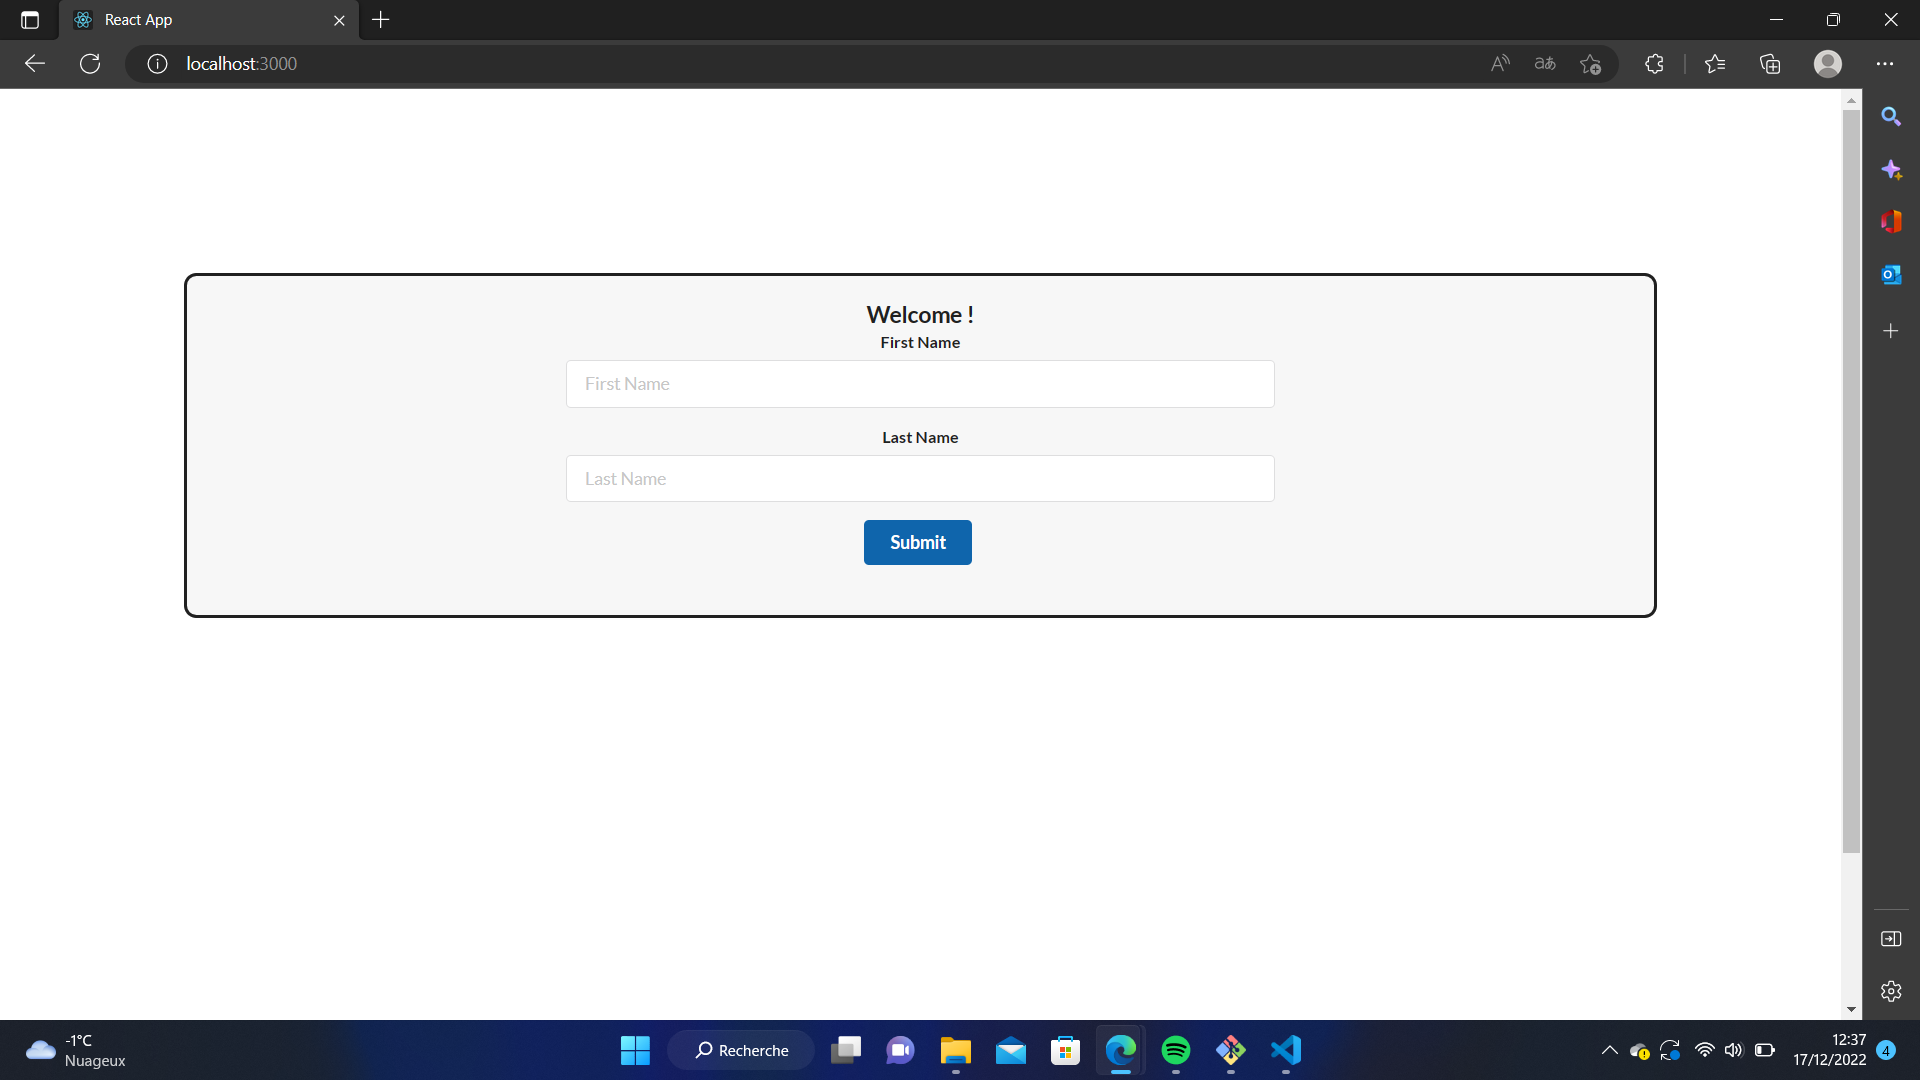 React App
localhost:3000
Welcome !
First Name
First Name
Last Name
Last Name
Submit
-1°C
Nuageux
Recherche
12:37
17/12/2022
4